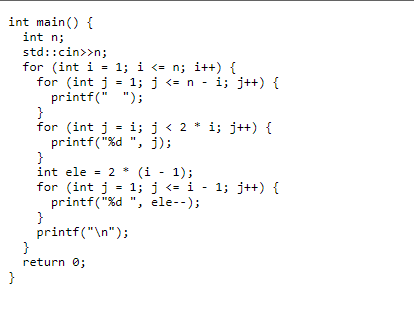 int main() {
  int n;
  std::cin>>n;
  for (int i = 1; i <= n; i++) {
    for (int j = 1; j <= n - i; j++) {
      printf("  ");
    }
    for (int j = i; j < 2 * i; j++) {
      printf("%d ", j);
    }
    int ele = 2 * (i - 1);
    for (int j = 1; j <= i - 1; j++) {
      printf("%d ", ele--);
    }
    printf("\n");
  }
  return 0;
}